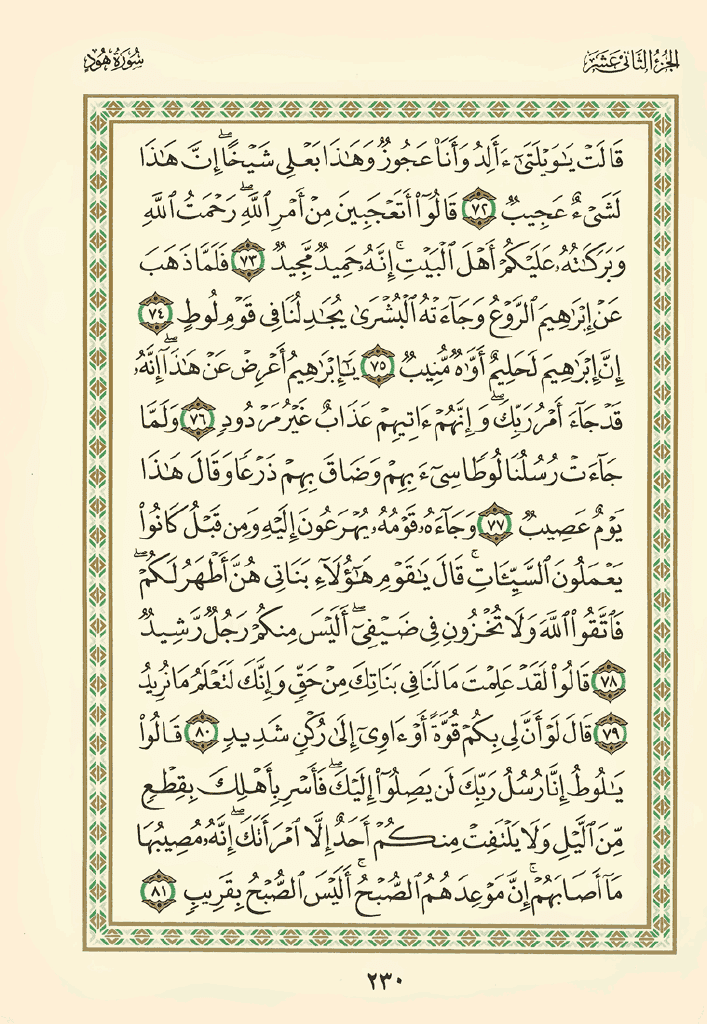 الجزء الثاني عشر
سورة هود
قَالَتْ يَٰوَيْلَتَىٰٓ ءَأَلِدُ وَأَنَا۠ عَجُوزٌ وَهَٰذَا بَعْلِى شَيْخًا ۖ إِنَّ هَٰذَا
لَشَىْءٌ عَجِيبٌ ٧٢ قَالُوٓا۟ أَتَعْجَبِينَ مِنْ أَمْرِ ٱللَّهِ ۖ رَحْمَتُ ٱللَّهِ
وَبَرَكَٰتُهُۥ عَلَيْكُمْ أَهْلَ ٱلْبَيْتِ ۚ إِنَّهُۥ حَمِيدٌ مَّجِيدٌ ٧٣ فَلَمَّا ذَهَبَ
عَنْ إِبْرَٰهِيمَ ٱلرَّوْعُ وَجَآءَتْهُ ٱلْبُشْرَىٰ يُجَٰدِلُنَا فِى قَوْمِ لُوطٍ ٧٤
إِنَّ إِبْرَٰهِيمَ لَحَلِيمٌ أَوَّٰهٌ مُّنِيبٌ ٧٥ يَٰٓإِبْرَٰهِيمُ أَعْرِضْ عَنْ هَٰذَآ ۖ إِنَّهُۥ
قَدْ جَآءَ أَمْرُ رَبِّكَ ۖ وَإِنَّهُمْ ءَاتِيهِمْ عَذَابٌ غَيْرُ مَرْدُودٍ ٧٦ وَلَمَّا
جَآءَتْ رُسُلُنَا لُوطًا سِىٓءَ بِهِمْ وَضَاقَ بِهِمْ ذَرْعًا وَقَالَ هَٰذَا
يَوْمٌ عَصِيبٌ ٧٧ وَجَآءَهُۥ قَوْمُهُۥ يُهْرَعُونَ إِلَيْهِ وَمِن قَبْلُ كَانُوا۟
يَعْمَلُونَ ٱلسَّيِّـَٔاتِ ۚ قَالَ يَٰقَوْمِ هَٰٓؤُلَآءِ بَنَاتِى هُنَّ أَطْهَرُ لَكُمْ ۖ
فَٱتَّقُوا۟ ٱللَّهَ وَلَا تُخْزُونِ فِى ضَيْفِىٓ ۖ أَلَيْسَ مِنكُمْ رَجُلٌ رَّشِيدٌ
٧٨ قَالُوا۟ لَقَدْ عَلِمْتَ مَا لَنَا فِى بَنَاتِكَ مِنْ حَقٍّ وَإِنَّكَ لَتَعْلَمُ مَا نُرِيدُ
٧٩ قَالَ لَوْ أَنَّ لِى بِكُمْ قُوَّةً أَوْ ءَاوِىٓ إِلَىٰ رُكْنٍ شَدِيدٍ ٨٠ قَالُوا۟
يَٰلُوطُ إِنَّا رُسُلُ رَبِّكَ لَن يَصِلُوٓا۟ إِلَيْكَ ۖ فَأَسْرِ بِأَهْلِكَ بِقِطْعٍ
مِّنَ ٱلَّيْلِ وَلَا يَلْتَفِتْ مِنكُمْ أَحَدٌ إِلَّا ٱمْرَأَتَكَ ۖ إِنَّهُۥ مُصِيبُهَا
مَآ أَصَابَهُمْ ۚ إِنَّ مَوْعِدَهُمُ ٱلصُّبْحُ ۚ أَلَيْسَ ٱلصُّبْحُ بِقَرِيبٍ ٨١
٢٣٠